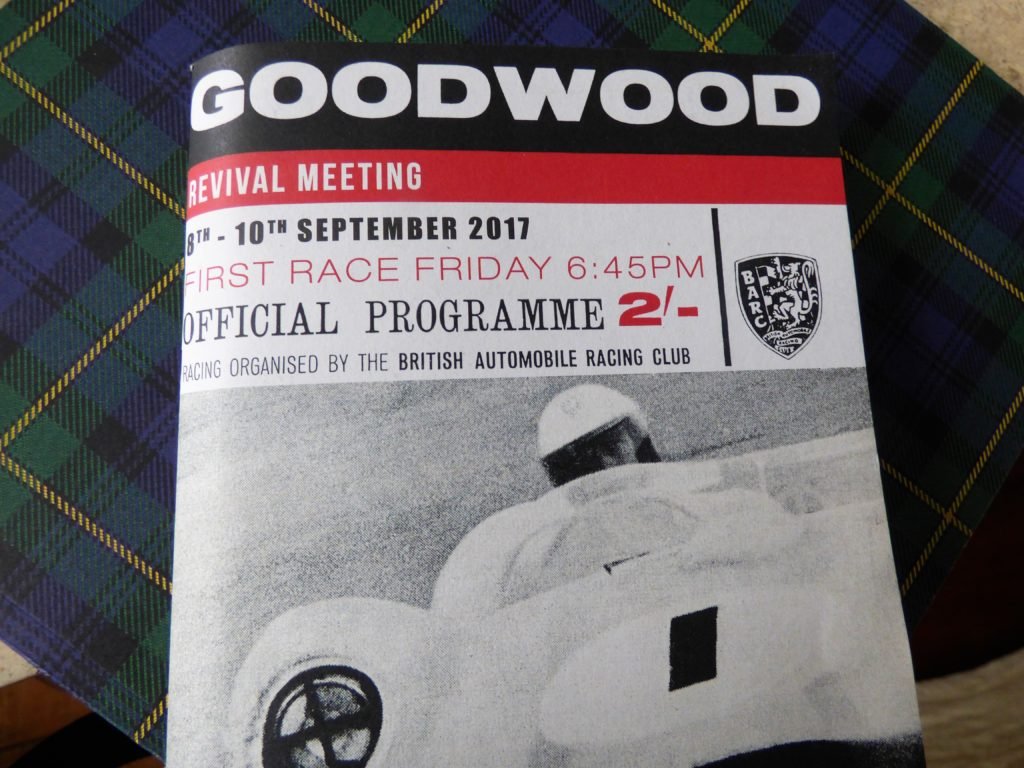 GOODWOOD
REVIVAL MEETING
8TH - 10TH SEPTEMBER 2017
FIRST RACE FRIDAY 6:45PM
OFFICIAL PROGRAMME 2/-
RACING ORGANISED BY THE BRITISH AUTOMOBILE RACING CLUB
BARC